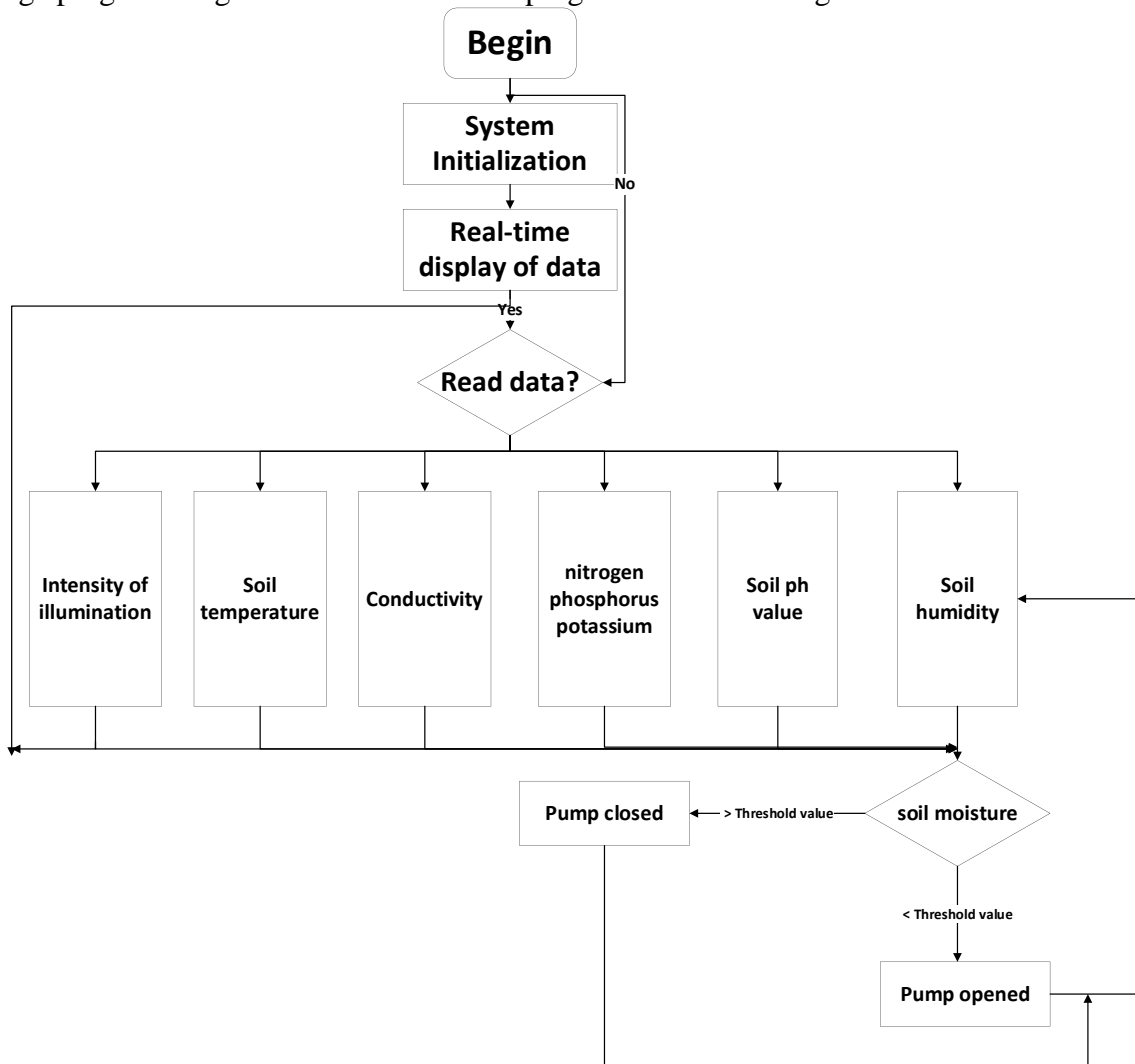 Begin
System
Initialization
No
Real-time
display of data
Yes
Read data?
Intensity of
illumination
Soil
temperature
Conductivity
nitrogen
phosphorus
potassium
Soil ph
value
Soil
humidity
Pump closed
> Threshold value
soil moisture
< Threshold value
Pump opened